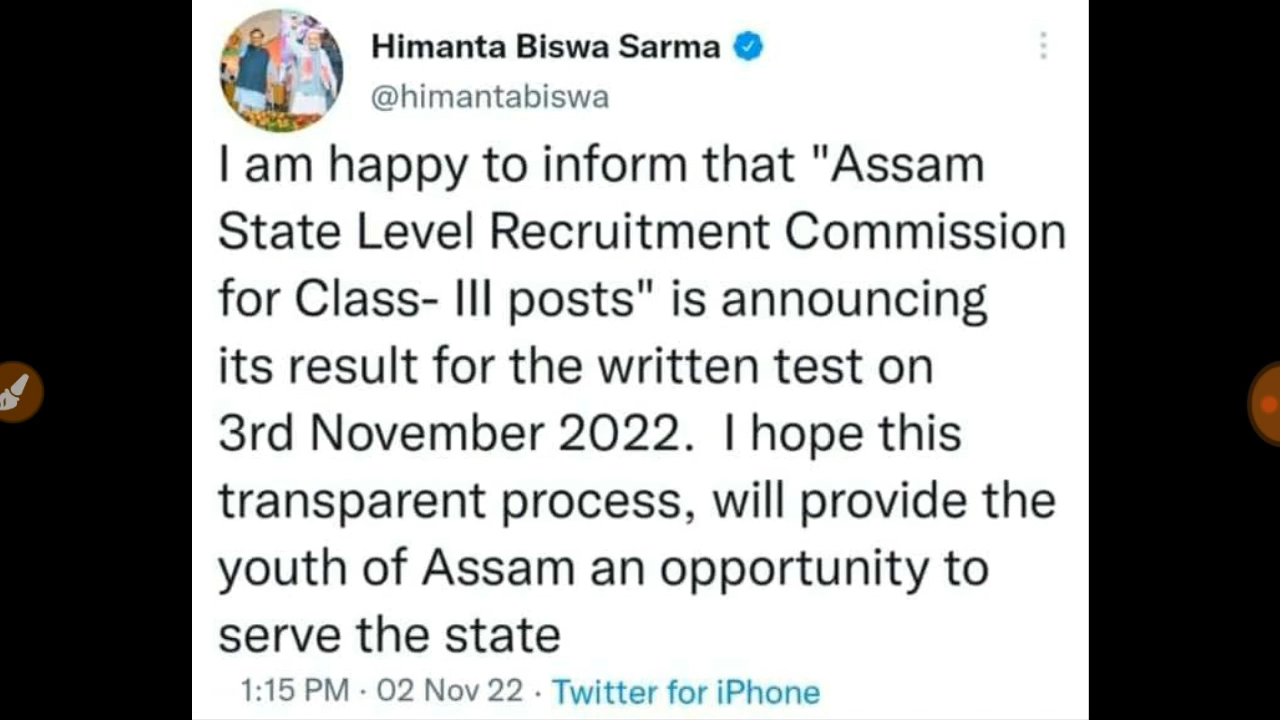 Himanta Biswa Sarma
@himantabiswa
I am happy to inform that "Assam
State Level Recruitment Commission
for Class- III posts" is announcing
its result for the written test on
3rd November 2022.  I hope this
transparent process, will provide the
youth of Assam an opportunity to
serve the state
1:15 PM · 02 Nov 22 · Twitter for iPhone